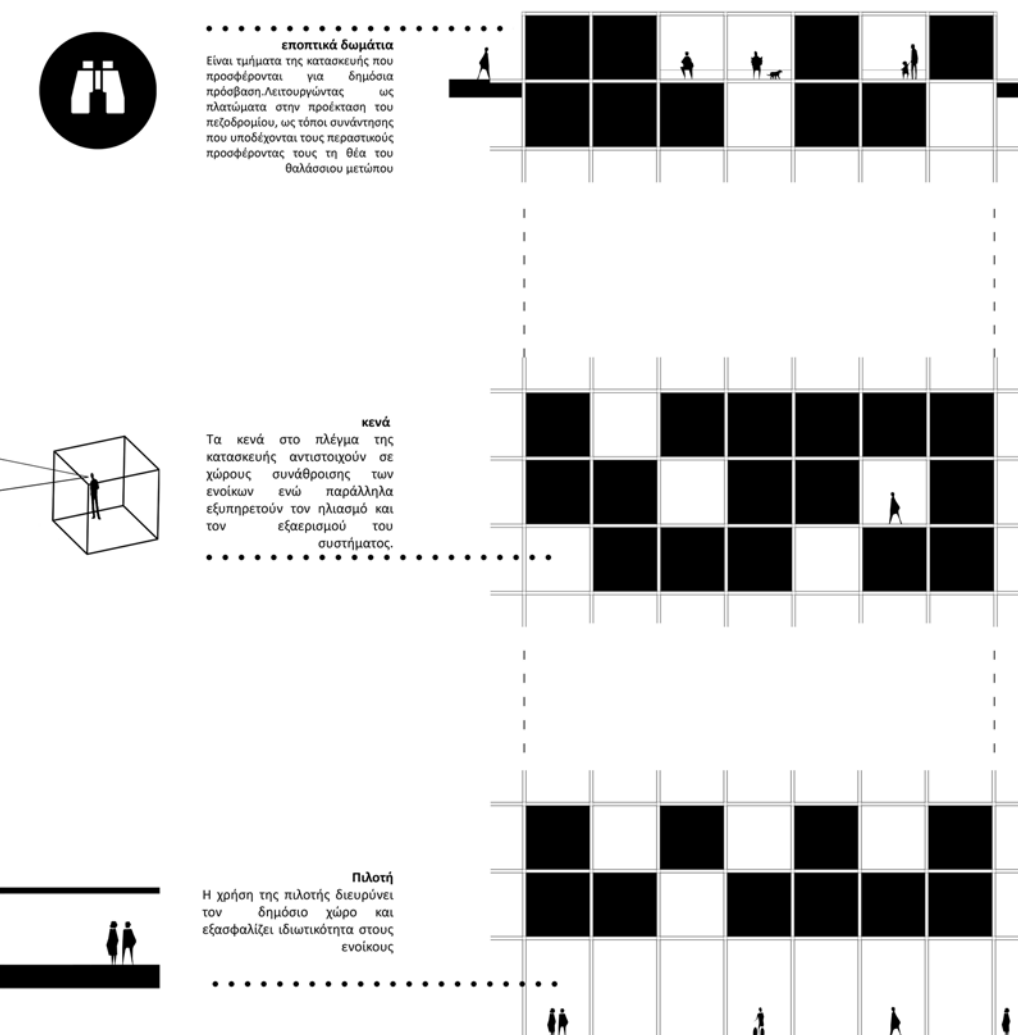 εποπτικά δωμάτια
Είναι τμήματα της κατασκευής που
προσφέρονται για δημόσια
πρόσβαση.Λειτουργώντας ως
πλατώματα στην προέκταση του
πεζοδρομίου, ως τόποι συνάντησης
που υποδέχονται τους περαστικούς
προσφέροντας τους τη θέα του
θαλάσσιου μετώπου
κενά
Τα κενά στο πλέγμα της
κατασκευής αντιστοιχούν σε
χώρους συνάθροισης των
ενοίκων ενώ παράλληλα
εξυπηρετούν τον ηλιασμό και
τον εξαερισμού του
συστήματος.
Πιλοτή
Η χρήση της πιλοτής διευρύνει
τον δημόσιο χώρο και
εξασφαλίζει ιδιωτικότητα στους
ενοίκους